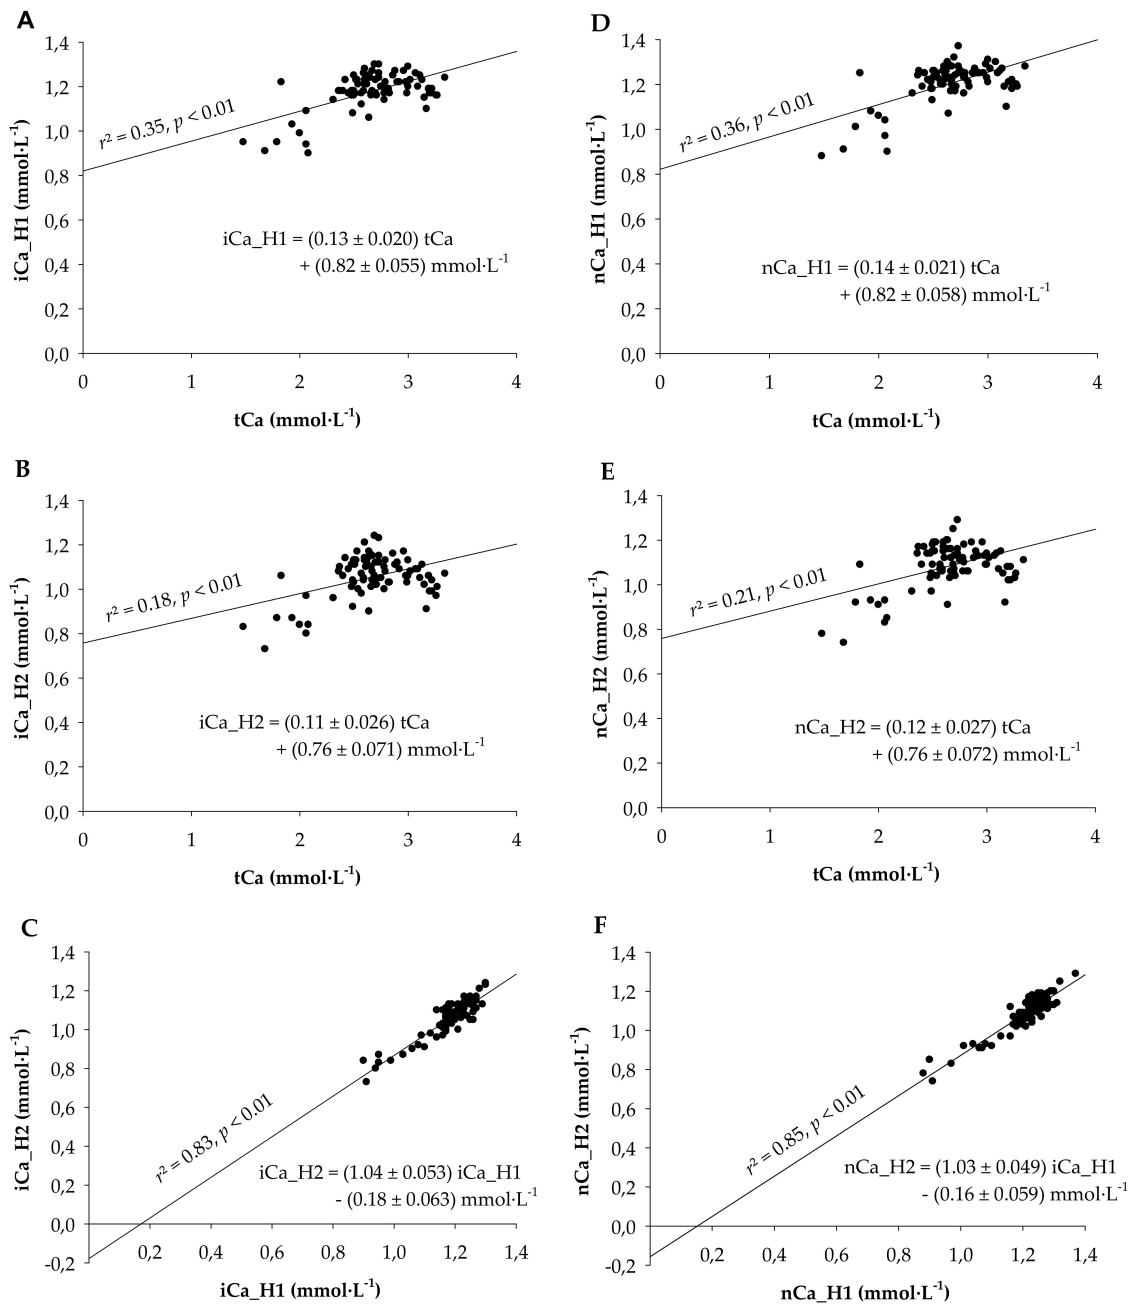 A
iCa_H1 (mmol·L⁻¹)
1,4
1,2
1,0
0,8
0,6
0,4
0,2
0,0
r² = 0.35, p < 0.01
iCa_H1 = (0.13 ± 0.020) tCa
+ (0.82 ± 0.055) mmol·L⁻¹
0 1 2 3 4
tCa (mmol·L⁻¹)
D
nCa_H1 (mmol·L⁻¹)
1,4
1,2
1,0
0,8
0,6
0,4
0,2
0,0
r² = 0.36, p < 0.01
nCa_H1 = (0.14 ± 0.021) tCa
+ (0.82 ± 0.058) mmol·L⁻¹
0 1 2 3 4
tCa (mmol·L⁻¹)
B
iCa_H2 (mmol·L⁻¹)
1,4
1,2
1,0
0,8
0,6
0,4
0,2
0,0
r² = 0.18, p < 0.01
iCa_H2 = (0.11 ± 0.026) tCa
+ (0.76 ± 0.071) mmol·L⁻¹
0 1 2 3 4
tCa (mmol·L⁻¹)
E
nCa_H2 (mmol·L⁻¹)
1,4
1,2
1,0
0,8
0,6
0,4
0,2
0,0
r² = 0.21, p < 0.01
nCa_H2 = (0.12 ± 0.027) tCa
+ (0.76 ± 0.072) mmol·L⁻¹
0 1 2 3 4
tCa (mmol·L⁻¹)
C
iCa_H2 (mmol·L⁻¹)
1,4
1,2
1,0
0,8
0,6
0,4
0,2
0,0
-0,2
r² = 0.83, p < 0.01
iCa_H2 = (1.04 ± 0.053) iCa_H1
- (0.18 ± 0.063) mmol·L⁻¹
0,2 0,4 0,6 0,8 1,0 1,2 1,4
iCa_H1 (mmol·L⁻¹)
F
nCa_H2 (mmol·L⁻¹)
1,4
1,2
1,0
0,8
0,6
0,4
0,2
0,0
-0,2
r² = 0.85, p < 0.01
nCa_H2 = (1.03 ± 0.049) iCa_H1
- (0.16 ± 0.059) mmol·L⁻¹
0,2 0,4 0,6 0,8 1,0 1,2 1,4
nCa_H1 (mmol·L⁻¹)